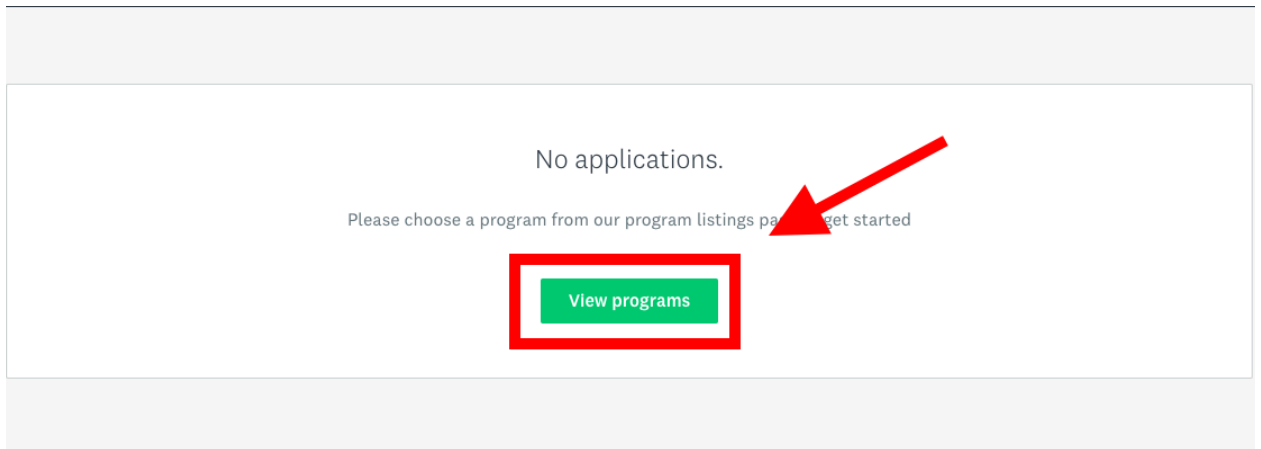 No applications.
Please choose a program from our program listings get started
View programs